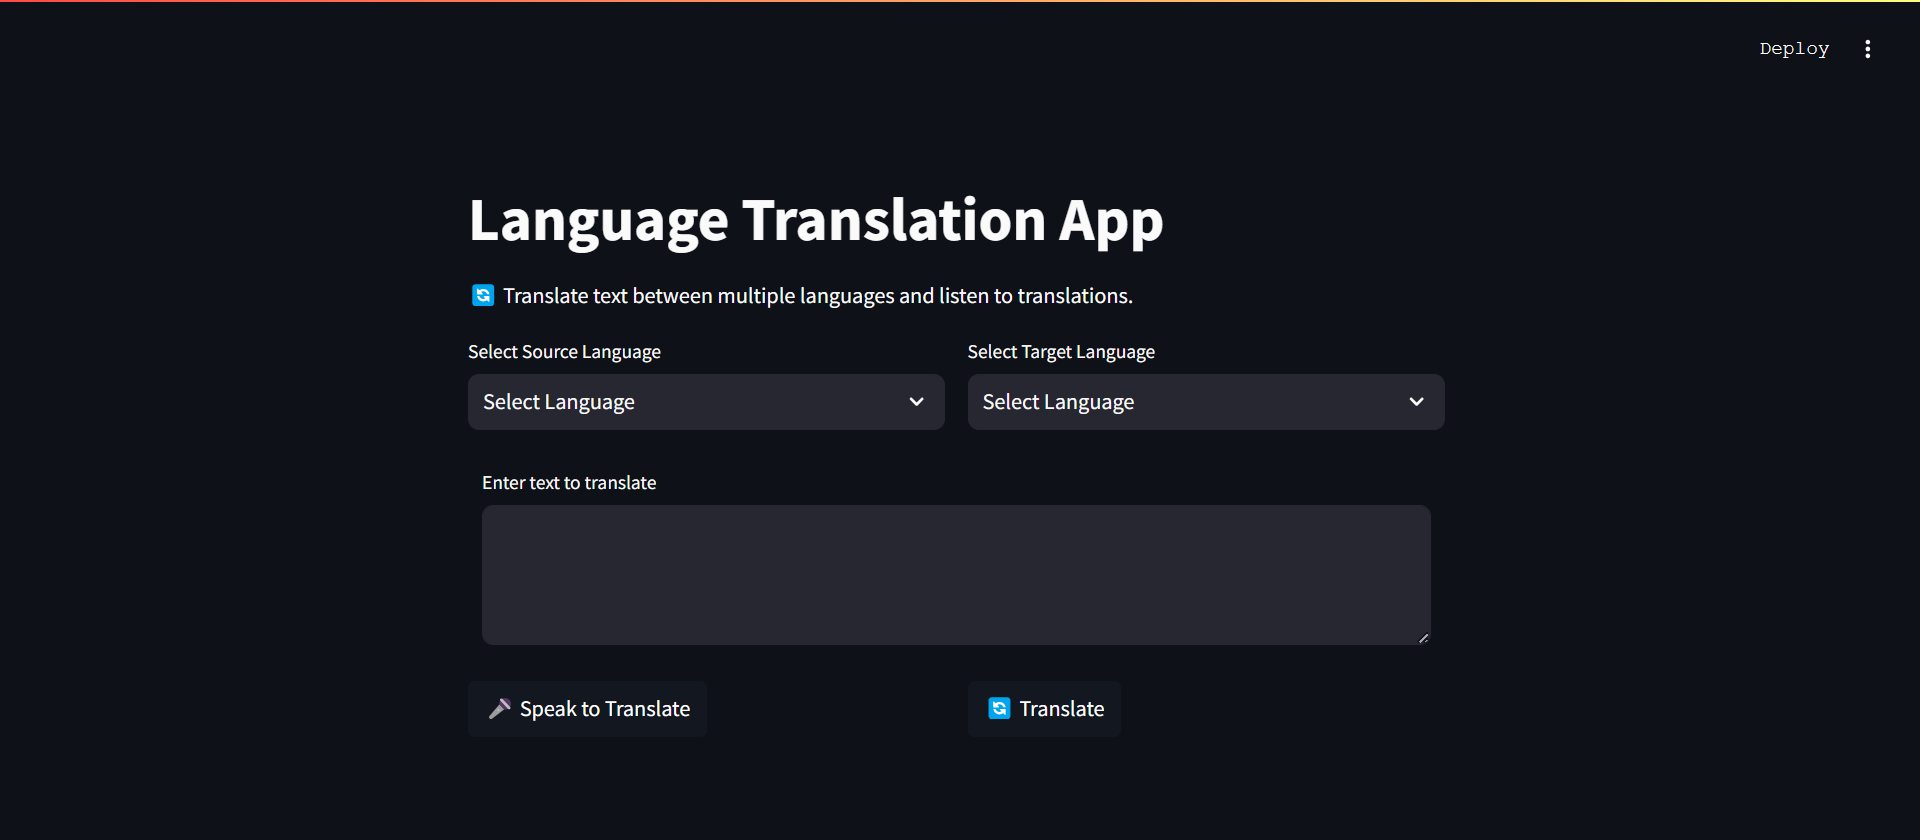 Deploy
Language Translation App
🔄 Translate text between multiple languages and listen to translations.
Select Source Language
Select Target Language
Select Language
Select Language
Enter text to translate
🎤 Speak to Translate
🔄 Translate